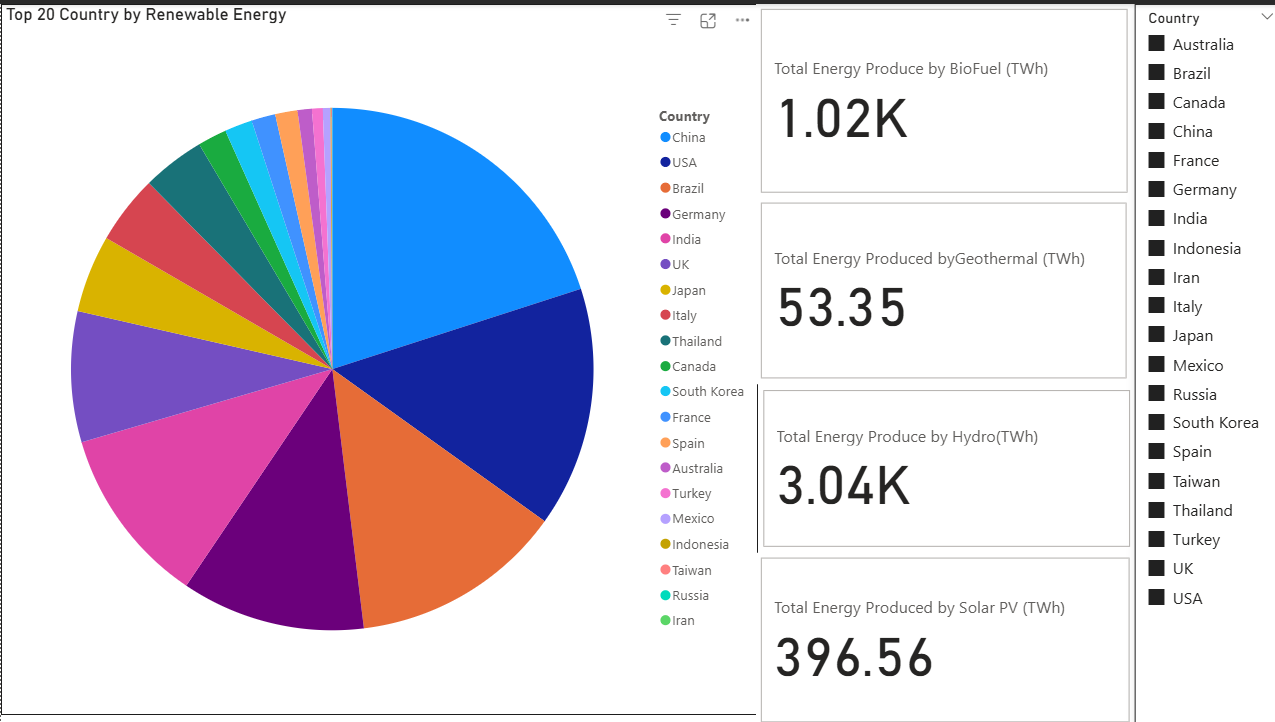 Top 20 Country by Renewable Energy
Country
China
USA
Brazil
Germany
India
UK
Japan
Italy
Thailand
Canada
South Korea
France
Spain
Australia
Turkey
Mexico
Indonesia
Taiwan
Russia
Iran
Total Energy Produce by BioFuel (TWh)
1.02K
Total Energy Produced byGeothermal (TWh)
53.35
Total Energy Produce by Hydro(TWh)
3.04K
Total Energy Produced by Solar PV (TWh)
396.56
Country
Australia
Brazil
Canada
China
France
Germany
India
Indonesia
Iran
Italy
Japan
Mexico
Russia
South Korea
Spain
Taiwan
Thailand
Turkey
UK
USA